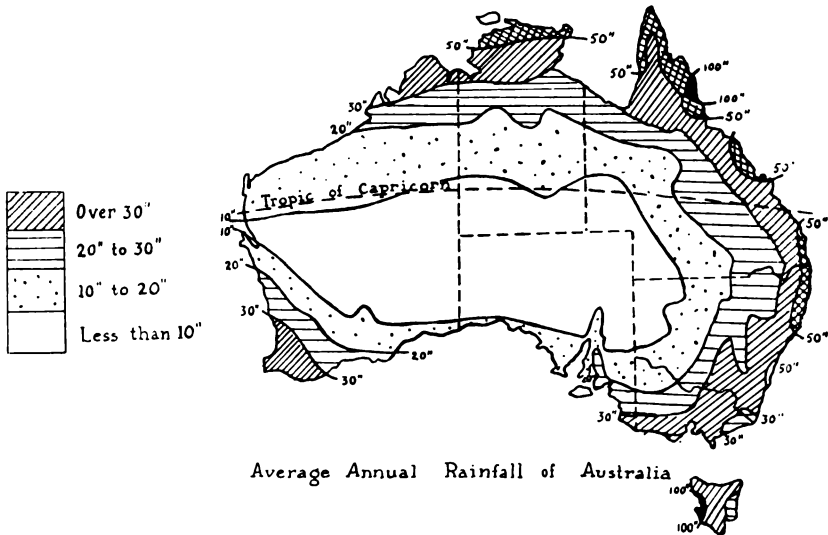 50" 50" 50" 100"
100"
50"
30"
20"
50"
Tropic of Capricorn
10"
10"
50"
20"
30"
20"
30"
50"
50"
20"
30"
30"
30"
Over 30"
20" to 30"
10" to 20"
Less than 10"
Average Annual Rainfall of Australia
100"
100"